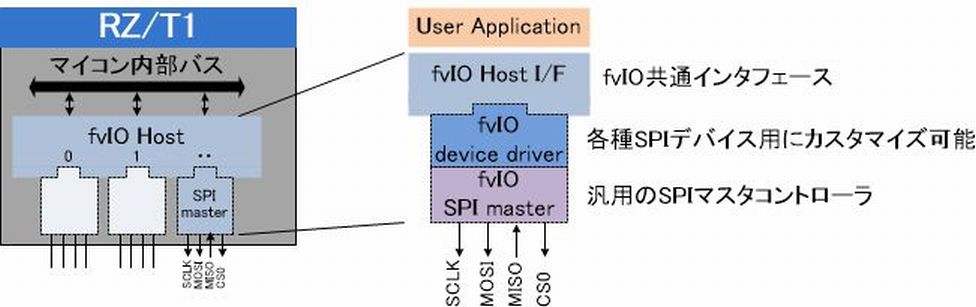 RZ/T1
マイコン内部バス
fvIO Host
0 1 ··
SPI
master
SCLK
MOSI
MISO
CS0
User Application
fvIO Host I/F
fvIO共通インタフェース
fvIO
device driver
各種SPIデバイス用にカスタマイズ可能
fvIO
SPI master
汎用のSPIマスタコントローラ
SCLK
MOSI
MISO
CS0